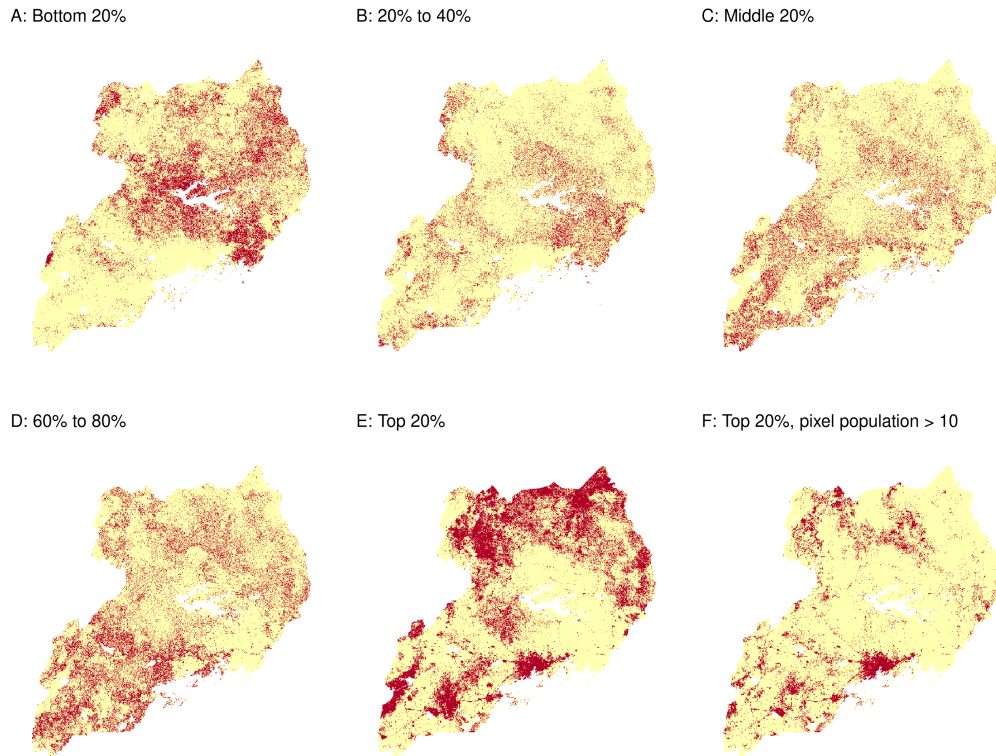 A: Bottom 20%
B: 20% to 40%
C: Middle 20%
D: 60% to 80%
E: Top 20%
F: Top 20%, pixel population > 10